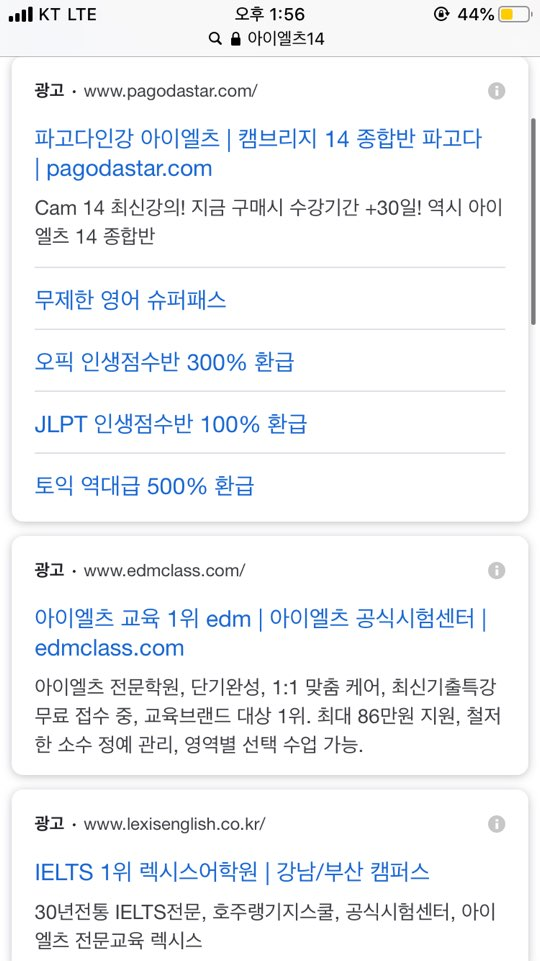 KT LTE 오후 1:56 44%
아이엘츠14
광고 · www.pagodastar.com/
파고다인강 아이엘츠 | 캠브리지 14 종합반 파고다
| pagodastar.com
Cam 14 최신강의! 지금 구매시 수강기간 +30일! 역시 아이
엘츠 14 종합반
무제한 영어 슈퍼패스
오픽 인생점수반 300% 환급
JLPT 인생점수반 100% 환급
토익 역대급 500% 환급
광고 · www.edmclass.com/
아이엘츠 교육 1위 edm | 아이엘츠 공식시험센터 |
edmclass.com
아이엘츠 전문학원, 단기완성, 1:1 맞춤 케어, 최신기출특강
무료 접수 중, 교육브랜드 대상 1위. 최대 86만원 지원, 철저
한 소수 정예 관리, 영역별 선택 수업 가능.
광고 · www.lexisenglish.co.kr/
IELTS 1위 렉시스어학원 | 강남/부산 캠퍼스
30년전통 IELTS전문, 호주랭기지스쿨, 공식시험센터, 아이
엘츠 전문교육 렉시스